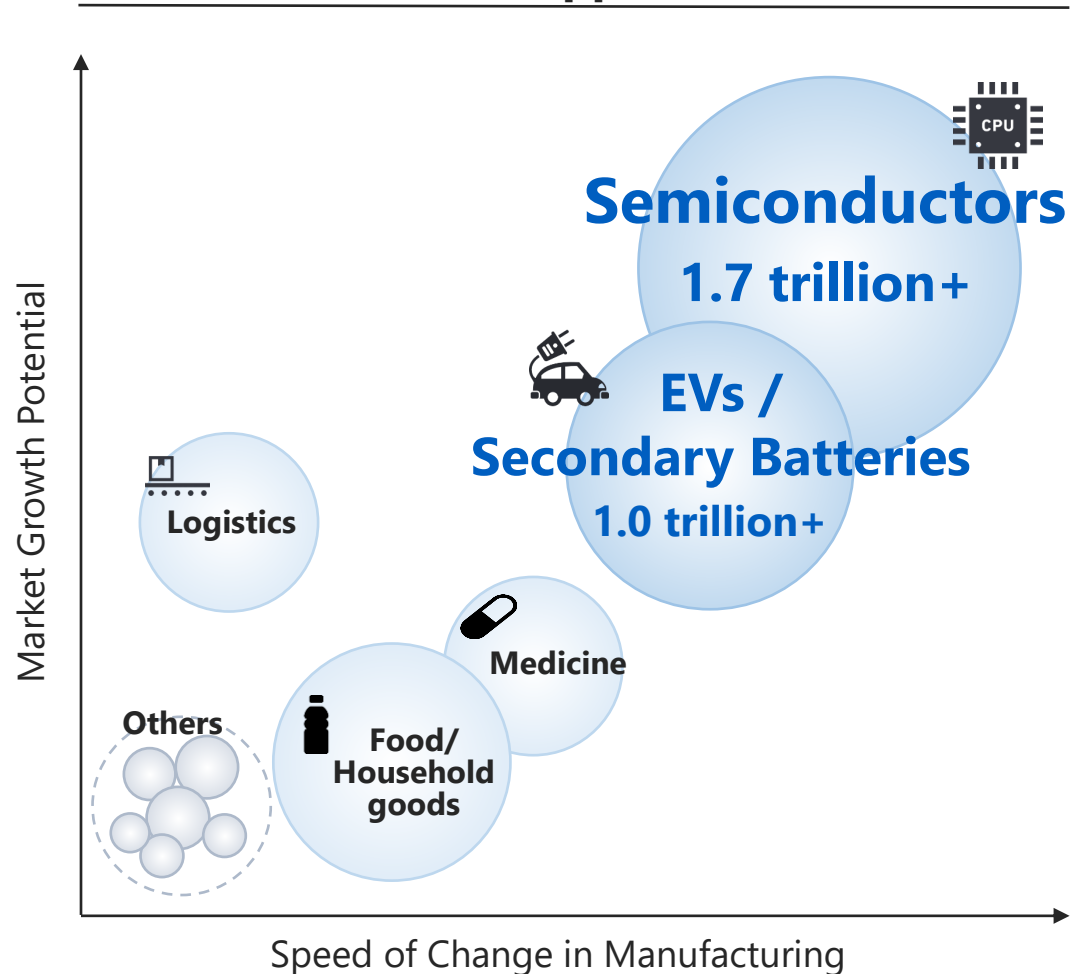 CPU
Semiconductors
1.7 trillion+
EVs /
Secondary Batteries
1.0 trillion+
Logistics
Medicine
Others
Food/
Household
goods
Market Growth Potential
Speed of Change in Manufacturing